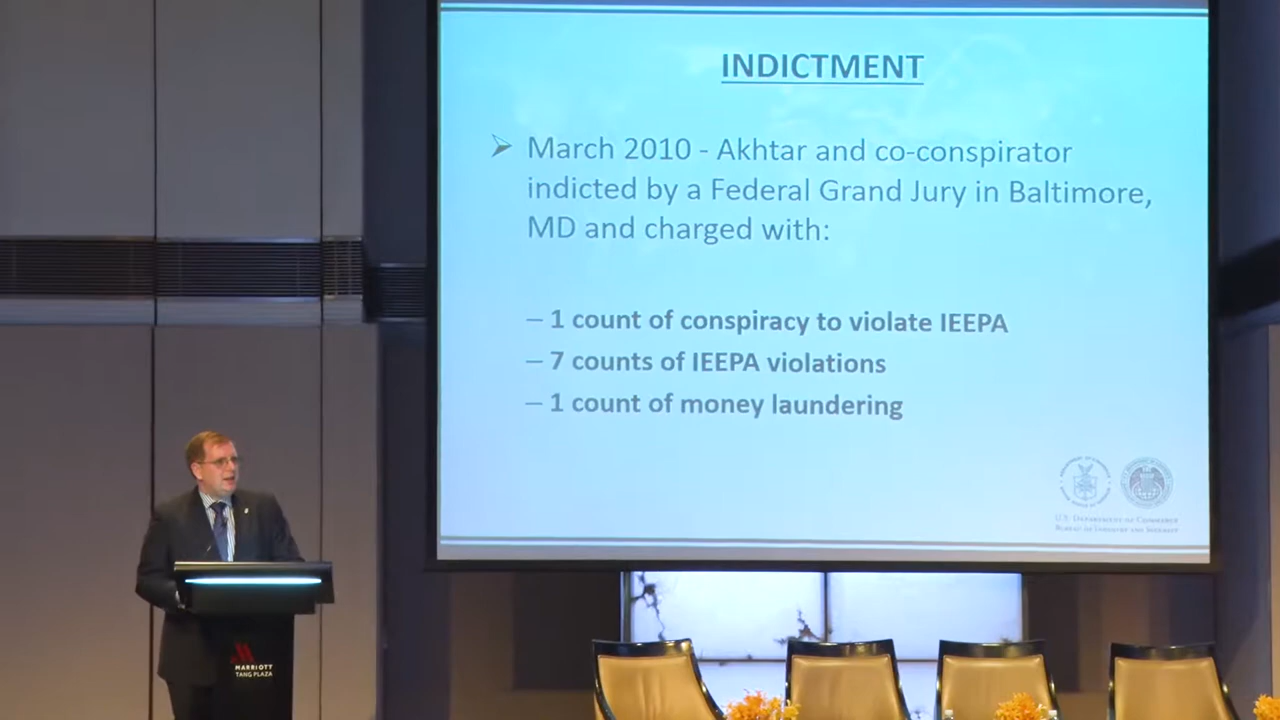 INDICTMENT
March 2010 - Akhtar and co-conspirator
indicted by a Federal Grand Jury in Baltimore,
MD and charged with:
– 1 count of conspiracy to violate IEEPA
– 7 counts of IEEPA violations
– 1 count of money laundering
U.S. Department of Commerce
Bureau of Industry and Security
MARRIOTT
TANG PLAZA